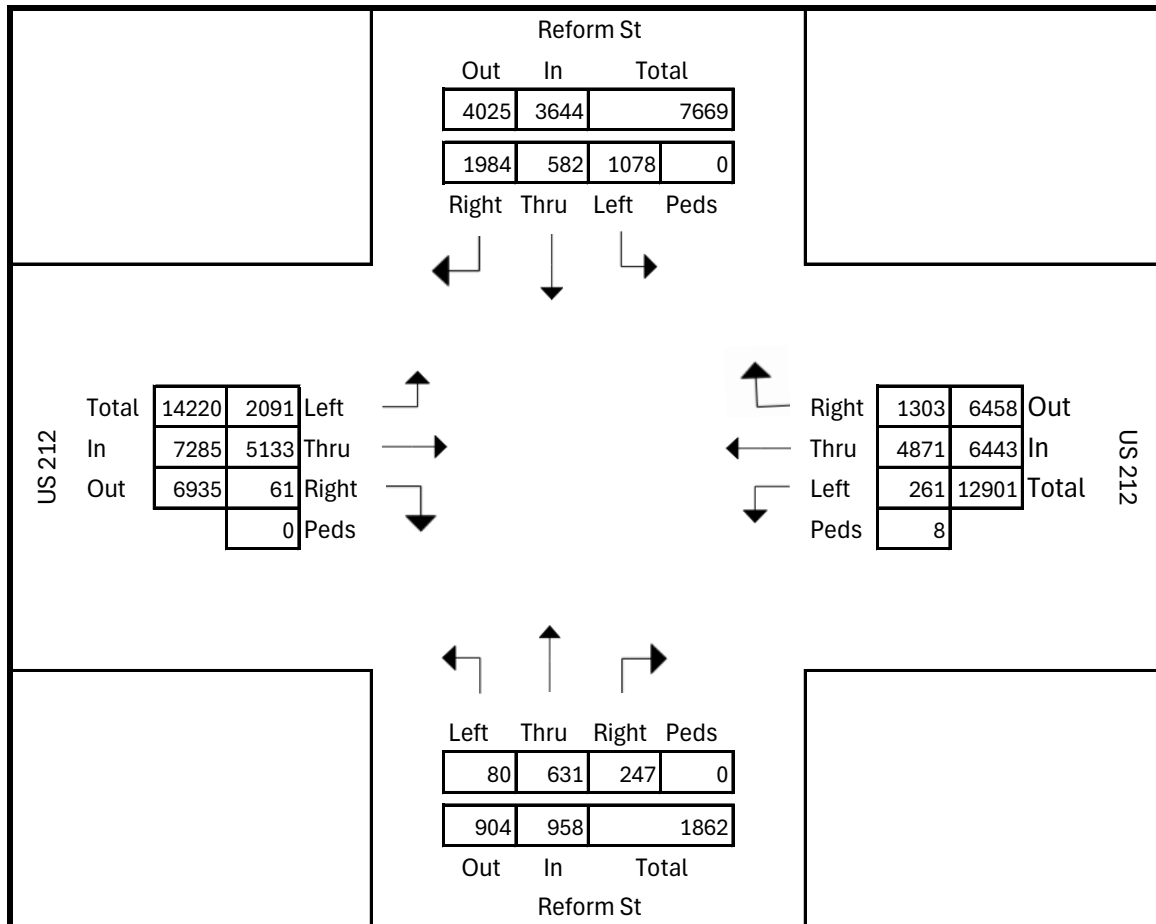 Reform St
Out In Total
4025 3644 7669
1984 582 1078 0
Right Thru Left Peds
US 212
Total 14220 2091 Left
In 7285 5133 Thru
Out 6935 61 Right
0 Peds
Right 1303 6458 Out
Thru 4871 6443 In
Left 261 12901 Total
Peds 8
US 212
Left Thru Right Peds
80 631 247 0
904 958 1862
Out In Total
Reform St